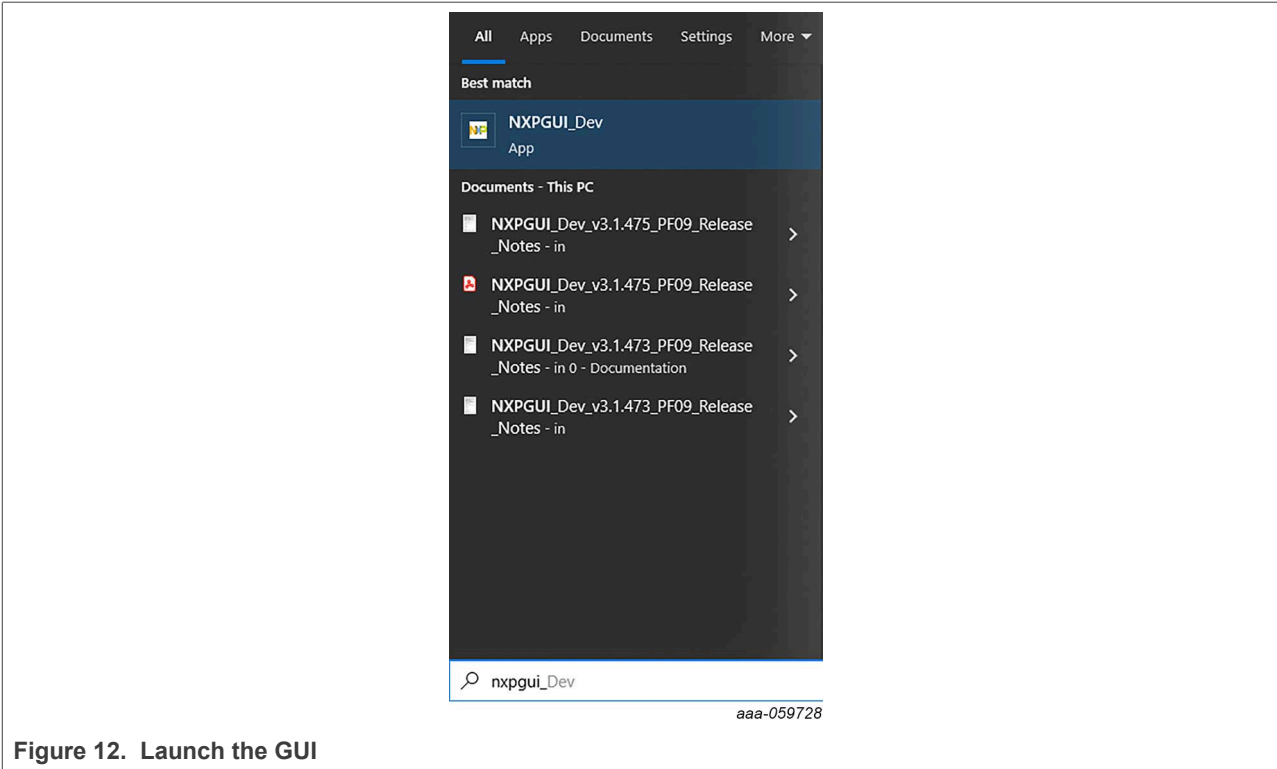 All Apps Documents Settings More
Best match
NXP
NXPGUI_Dev
App
Documents - This PC
NXPGUI_Dev_v3.1.475_PF09_Release
_Notes - in
NXPGUI_Dev_v3.1.475_PF09_Release
_Notes - in
NXPGUI_Dev_v3.1.473_PF09_Release
_Notes - in 0 - Documentation
NXPGUI_Dev_v3.1.473_PF09_Release
_Notes - in
nxpgui_Dev
aaa-059728
Figure 12. Launch the GUI